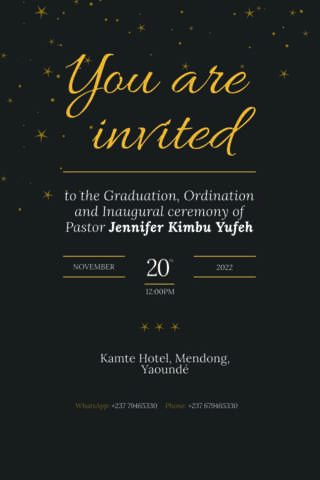 You are
invited
to the Graduation, Ordination
and Inaugural ceremony of
Pastor Jennifer Kimbu Yufeh
NOVEMBER
20th
2022
12:00PM
Kamte Hotel, Mendong,
Yaoundé
WhatsApp: +237 79465330 Phone: +237 679465330